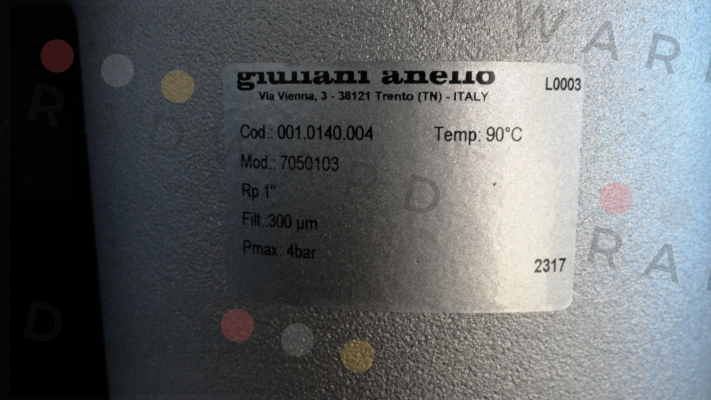 giuliani anello
L0003
Via Vienna, 3 - 38121 Trento (TN) - ITALY
Cod.: 001.0140.004
Temp: 90°C
Mod.: 7050103
Rp 1"
Filt.:300 µm
Pmax: 4bar
2317